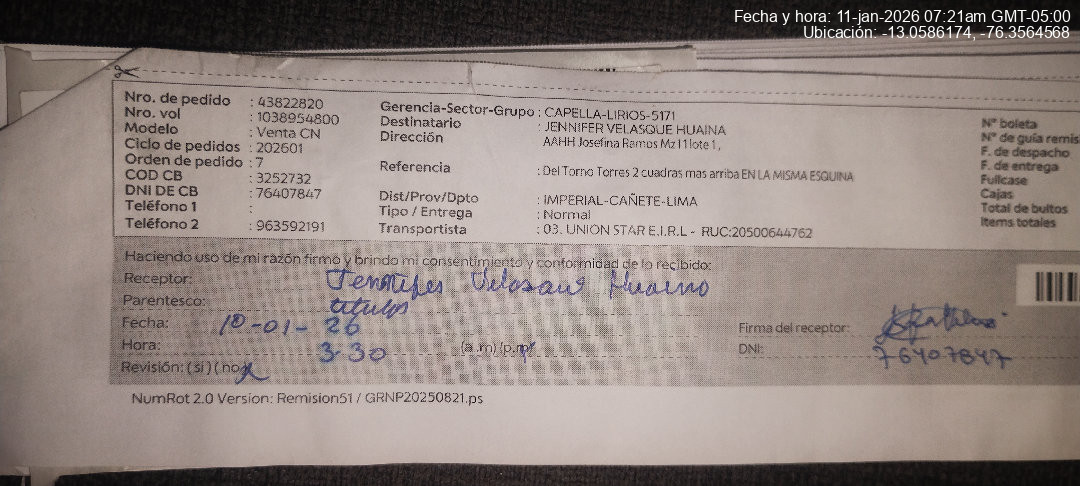 Fecha y hora: 11-jan-2026 07:21am GMT-05:00
Ubicación: -13.0586174, -76.3564568
Nro. de pedido : 43822820
Nro. vol : 1038954800
Modelo : Venta CN
Ciclo de pedidos : 202601
Orden de pedido : 7
COD CB : 3252732
DNI DE CB : 76407847
Teléfono 1 :
Teléfono 2 : 963592191
Gerencia-Sector-Grupo : CAPELLA-LIRIOS-5171
Destinatario : JENNIFER VELASQUE HUAINA
Dirección AAHH Josefina Ramos Mz I1 lote 1,
Referencia : Del Torno Torres 2 cuadras mas arriba EN LA MISMA ESQUINA
Dist/Prov/Dpto : IMPERIAL-CAÑETE-LIMA
Tipo / Entrega : Normal
Transportista : 03. UNION STAR E.I.R.L - RUC:20500644762
N° boleta
N° de guía remis
F. de despacho
F. de entrega
Fullcase
Cajas
Total de bultos
Items totales
Haciendo uso de mi razón firmo y brindo mi consentimiento y conformidad de lo recibido:
Receptor:
Parentesco:
Fecha: 10-01-26
Hora: 3 30 (a.m)/p.m)
Revisión: (si) (no)
Firma del receptor:
DNI: 76407847
NumRot 2.0 Version: Remision51 / GRNP20250821.ps